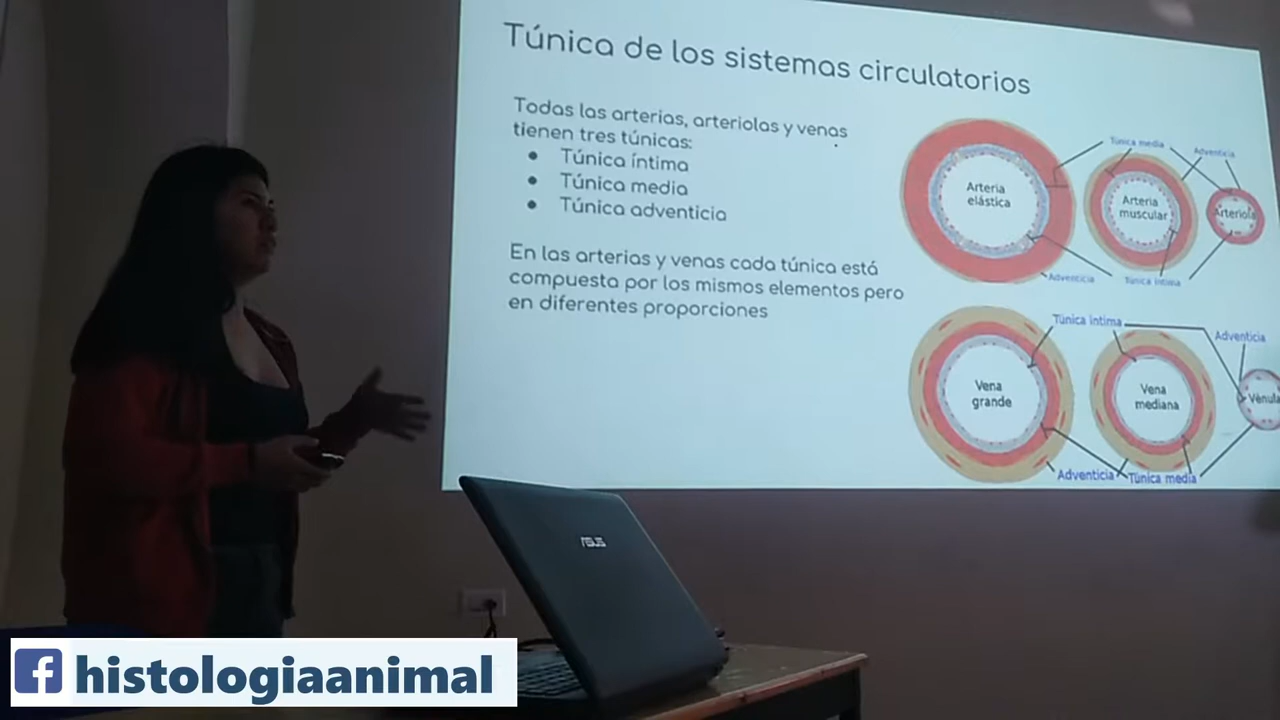 Túnica de los sistemas circulatorios
Todas las arterias, arteriolas y venas
tienen tres túnicas:
• Túnica íntima
• Túnica media
• Túnica adventicia
En las arterias y venas cada túnica está
compuesta por los mismos elementos pero
en diferentes proporciones
Túnica media
Adventicia
Arteria
elástica
Arteria
muscular
Arteriola
Adventicia
Túnica íntima
Túnica íntima
Adventicia
Vena
grande
Vena
mediana
Vénula
Adventicia
Túnica media
ASUS
histologiaanimal